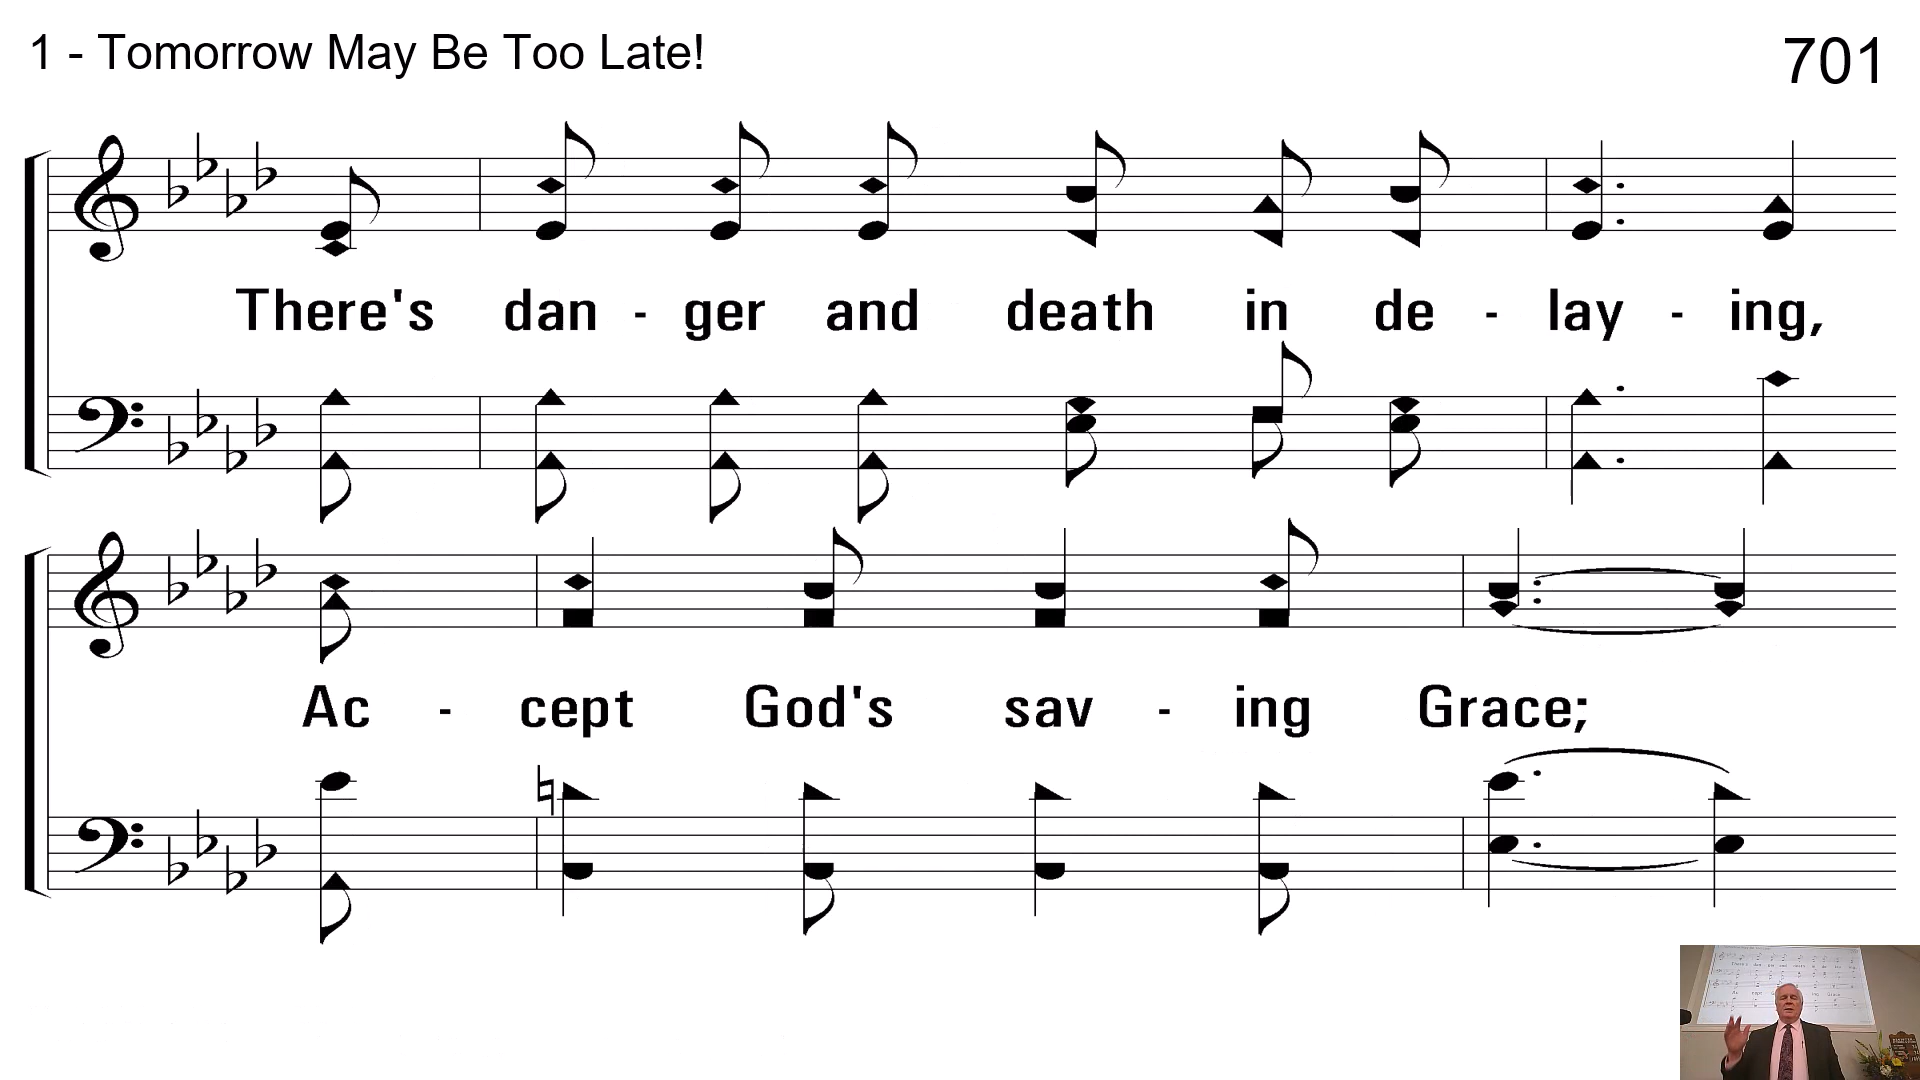 1 - Tomorrow May Be Too Late!
701
There's dan - ger and death in de - lay - ing,
Ac - cept God's sav - ing Grace;